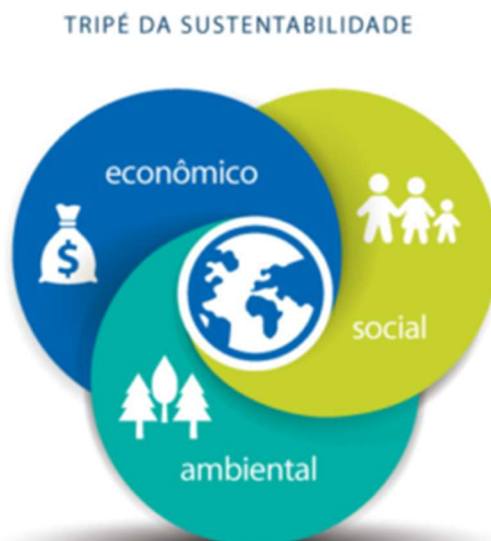 TRIPÉ DA SUSTENTABILIDADE
econômico
$
social
ambiental